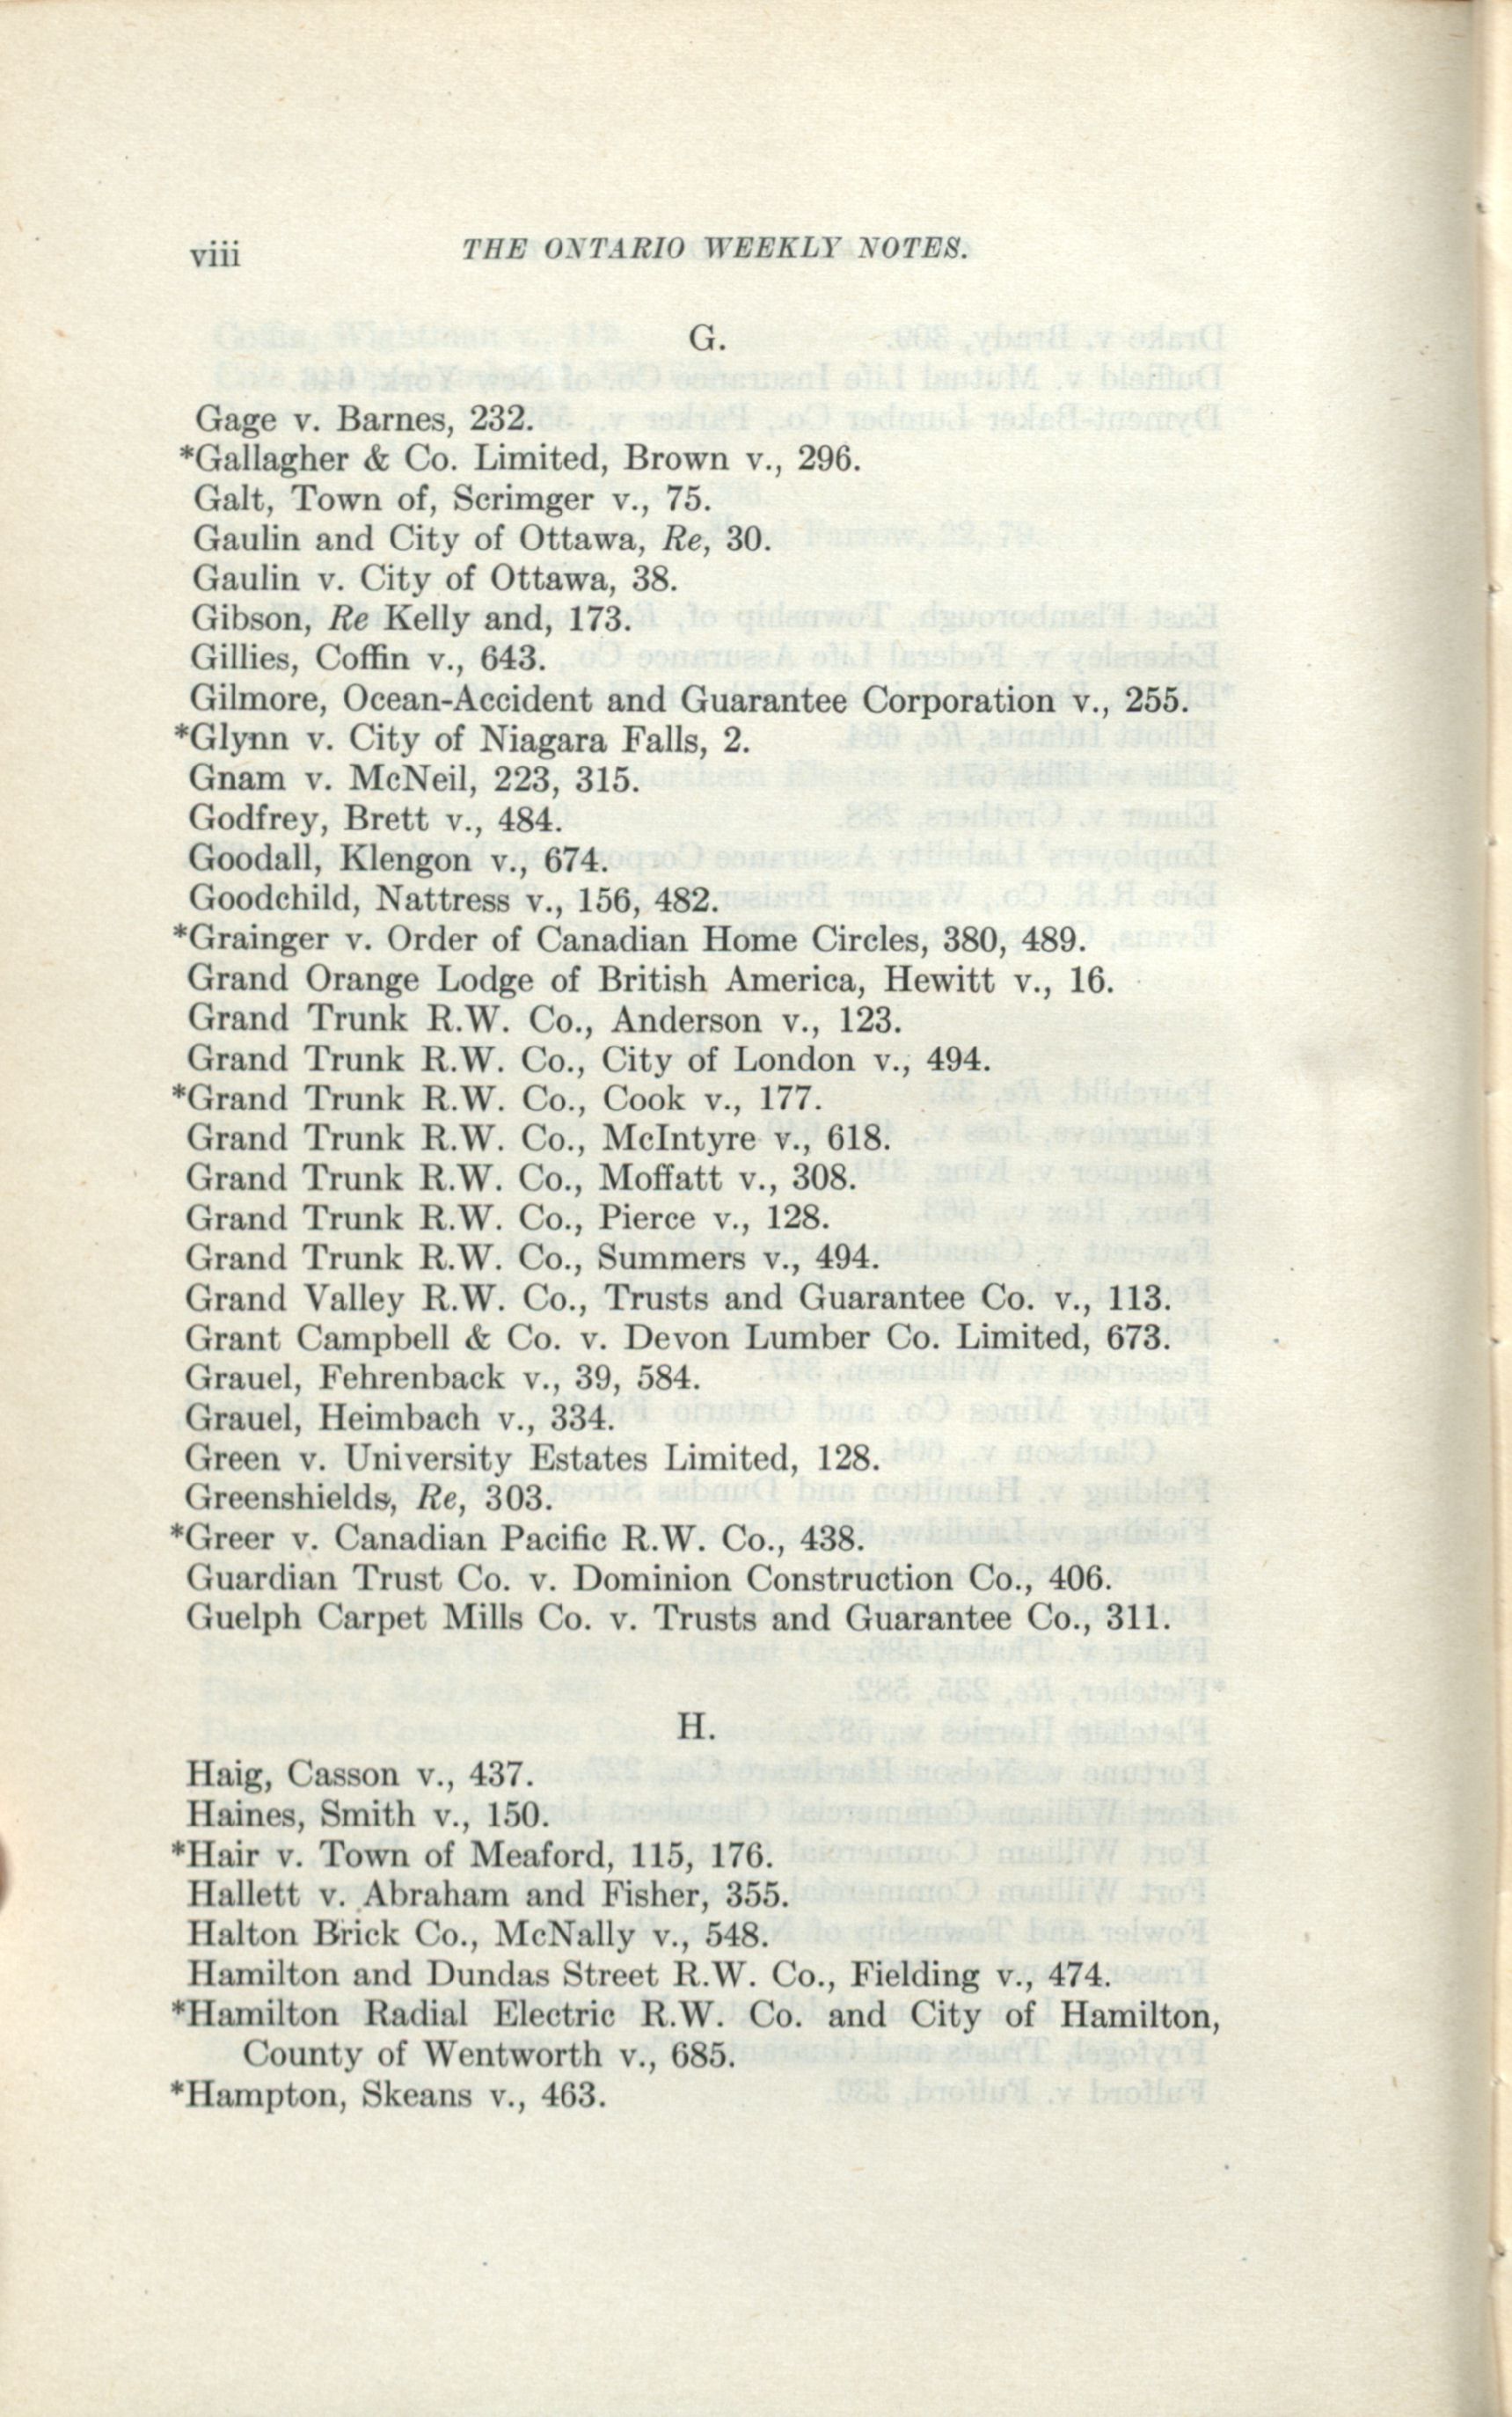 viii THE ONTARIO WEEKLY NOTES.
G.
Gage v. Barnes, 232.
*Gallagher & Co. Limited, Brown v., 296.
Galt, Town of, Scrimger v., 75.
Gaulin and City of Ottawa, Re, 30.
Gaulin v. City of Ottawa, 38.
Gibson, Re Kelly and, 173.
Gillies, Coffin v., 643.
Gilmore, Ocean-Accident and Guarantee Corporation v., 255.
*Glynn v. City of Niagara Falls, 2.
Gnam v. McNeil, 223, 315.
Godfrey, Brett v., 484.
Goodall, Klengon v., 674.
Goodchild, Nattress v., 156, 482.
*Grainger v. Order of Canadian Home Circles, 380, 489.
Grand Orange Lodge of British America, Hewitt v., 16.
Grand Trunk R.W. Co., Anderson v., 123.
Grand Trunk R.W. Co., City of London v., 494.
*Grand Trunk R.W. Co., Cook v., 177.
Grand Trunk R.W. Co., McIntyre v., 618.
Grand Trunk R.W. Co., Moffatt v., 308.
Grand Trunk R.W. Co., Pierce v., 128.
Grand Trunk R.W. Co., Summers v., 494.
Grand Valley R.W. Co., Trusts and Guarantee Co. v., 113.
Grant Campbell & Co. v. Devon Lumber Co. Limited, 673.
Grauel, Fehrenback v., 39, 584.
Grauel, Heimbach v., 334.
Green v. University Estates Limited, 128.
Greenshields, Re, 303.
*Greer v. Canadian Pacific R.W. Co., 438.
Guardian Trust Co. v. Dominion Construction Co., 406.
Guelph Carpet Mills Co. v. Trusts and Guarantee Co., 311.
H.
Haig, Casson v., 437.
Haines, Smith v., 150.
*Hair v. Town of Meaford, 115, 176.
Hallett v. Abraham and Fisher, 355.
Halton Brick Co., McNally v., 548.
Hamilton and Dundas Street R.W. Co., Fielding v., 474.
*Hamilton Radial Electric R.W. Co. and City of Hamilton,
County of Wentworth v., 685.
*Hampton, Skeans v., 463.